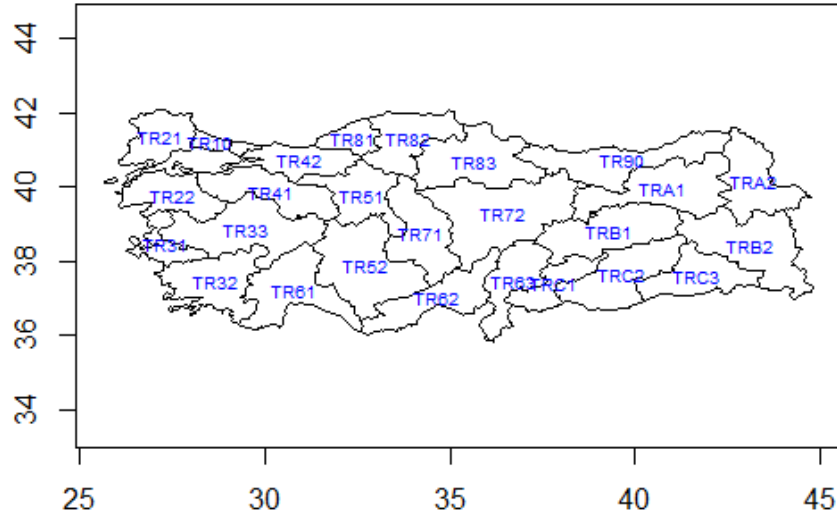 44
42
40
38
36
34
TR21
TR10
TR81
TR82
TR42
TR83
TR90
TR22
TR41
TR51
TRA1
TRA2
TR72
TR31
TR33
TR71
TRB1
TRB2
TR32
TR52
TR61
TR62
TR63
TRC1
TRC2
TRC3
25 30 35 40 45